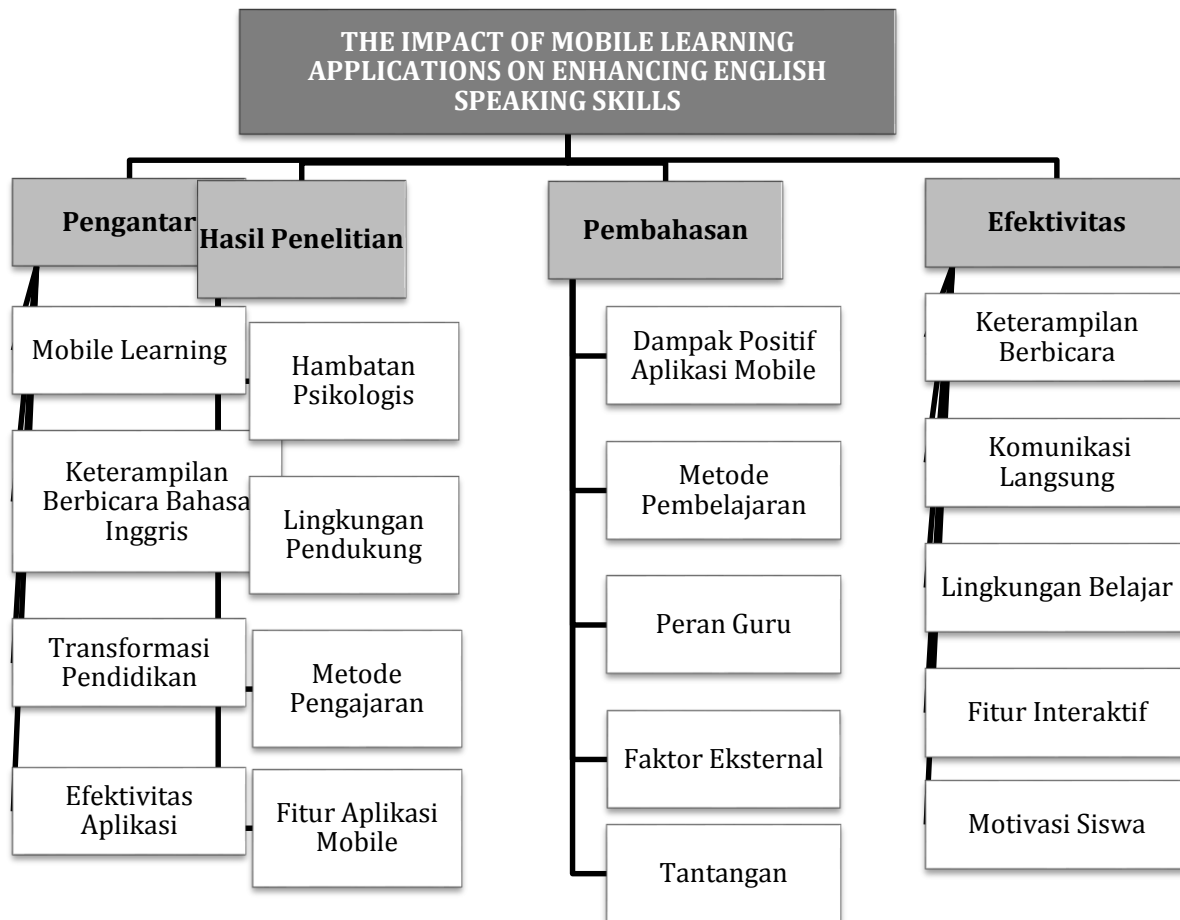 THE IMPACT OF MOBILE LEARNING
APPLICATIONS ON ENHANCING ENGLISH
SPEAKING SKILLS
Pengantar
Mobile Learning
Keterampilan
Berbicara Bahasa
Inggris
Transformasi
Pendidikan
Efektivitas
Aplikasi
Hasil Penelitian
Hambatan
Psikologis
Lingkungan
Pendukung
Metode
Pengajaran
Fitur Aplikasi
Mobile
Pembahasan
Dampak Positif
Aplikasi Mobile
Metode
Pembelajaran
Peran Guru
Faktor Eksternal
Tantangan
Efektivitas
Keterampilan
Berbicara
Komunikasi
Langsung
Lingkungan Belajar
Fitur Interaktif
Motivasi Siswa